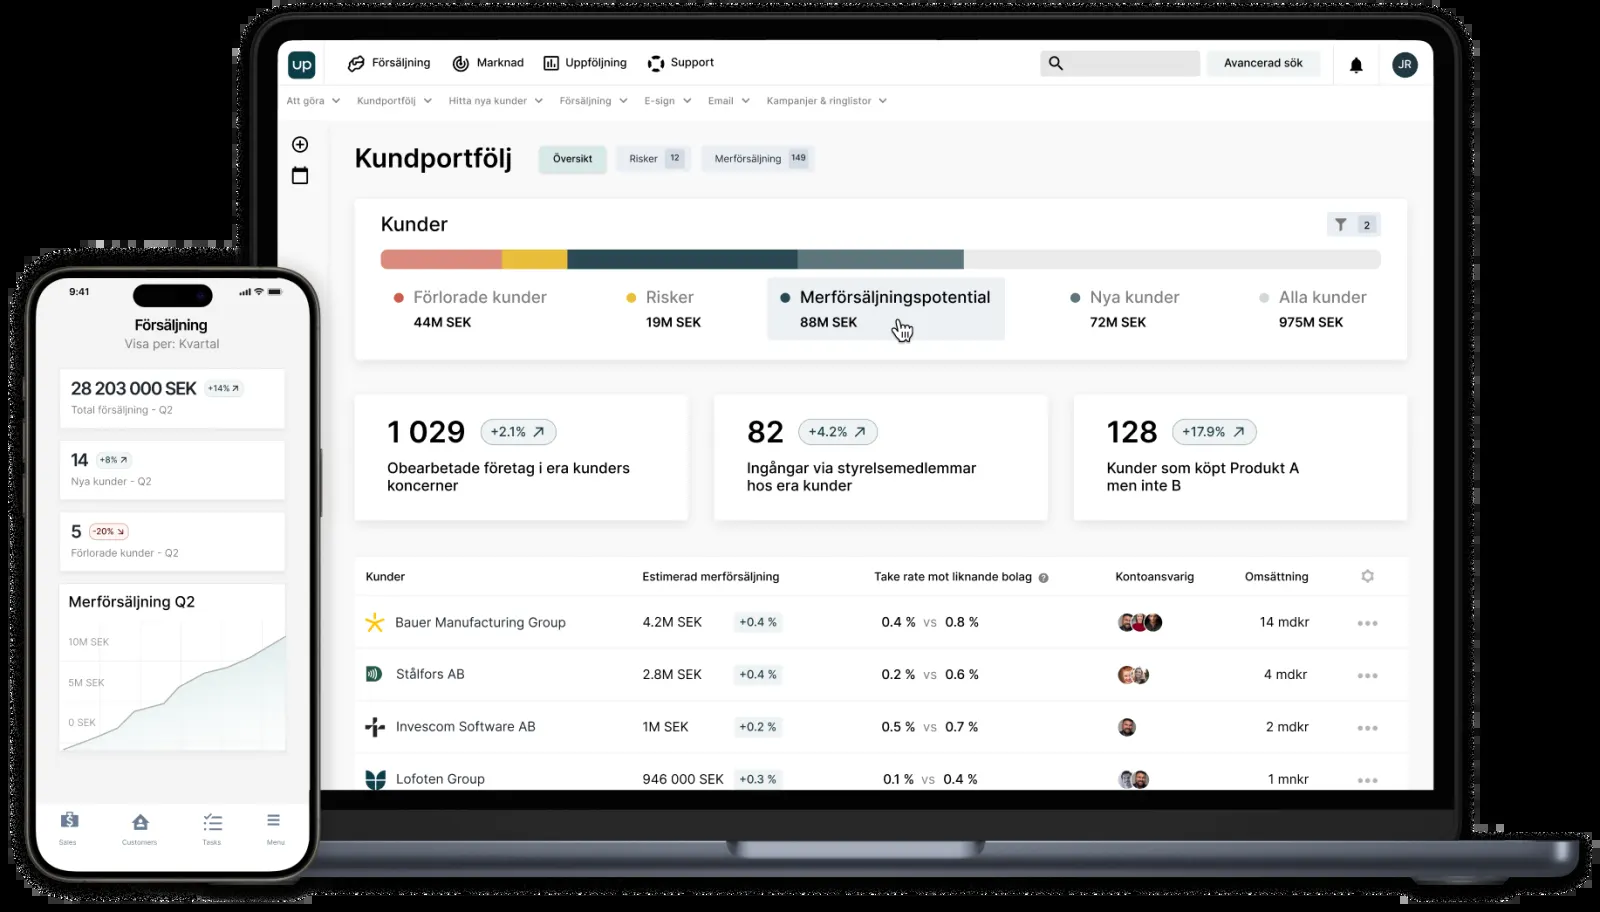 up
Försäljning
Marknad
Uppföljning
Support
Avancerad sök
JR
Att göra
Kundportfölj
Hitta nya kunder
Försäljning
E-sign
Email
Kampanjer & ringlistor
Kundportfölj
Översikt
Risker 12
Merförsäljning 149
Kunder
2
Förlorade kunder
44M SEK
Risker
19M SEK
Merförsäljningspotential
88M SEK
Nya kunder
72M SEK
Alla kunder
975M SEK
1 029 +2.1%
Obearbetade företag i era kunders
koncerner
82 +4.2%
Ingångar via styrelsemedlemmar
hos era kunder
128 +17.9%
Kunder som köpt Produkt A
men inte B
Kunder Estimerad merförsäljning Take rate mot liknande bolag ? Kontoansvarig Omsättning
Bauer Manufacturing Group 4.2M SEK +0.4 % 0.4 % vs 0.8 % 14 mdkr
Stålfors AB 2.8M SEK +0.4 % 0.2 % vs 0.6 % 4 mdkr
Invescom Software AB 1M SEK +0.2 % 0.5 % vs 0.7 % 2 mdkr
Lofoten Group 946 000 SEK +0.3 % 0.1 % vs 0.4 % 1 mnkr
9:41
Försäljning
Visa per: Kvartal
28 203 000 SEK +14%
Total försäljning - Q2
14 +8%
Nya kunder - Q2
5 -20%
Förlorade kunder - Q2
Merförsäljning Q2
10M SEK
5M SEK
0 SEK
Sales
Customers
Tasks
Menu